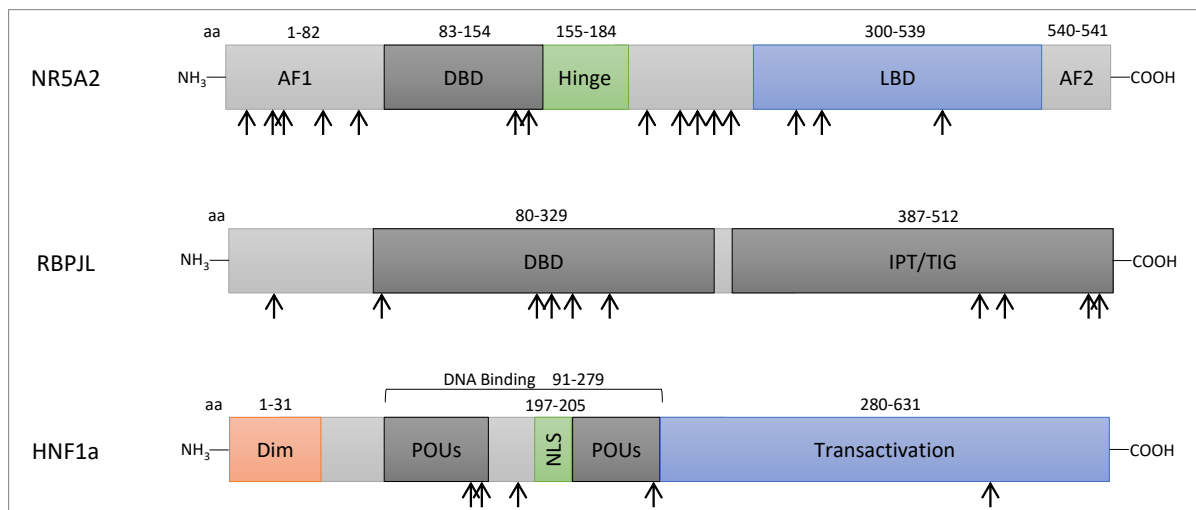 aa 1-82 83-154 155-184 300-539 540-541
NR5A2 NH3 AF1 DBD Hinge LBD AF2 COOH
aa 80-329 387-512
RBPJL NH3 DBD IPT/TIG COOH
DNA Binding 91-279
aa 1-31 197-205 280-631
HNF1a NH3 Dim POUs NLS POUs Transactivation COOH